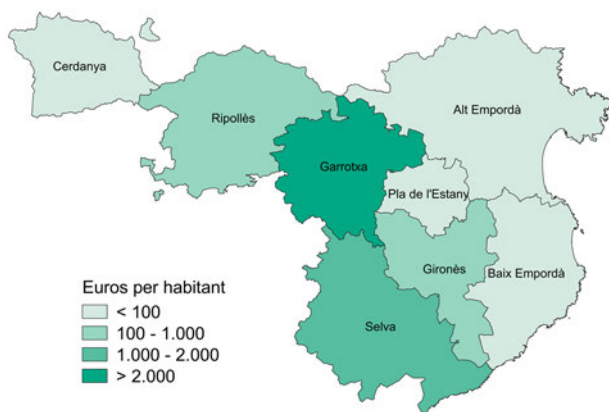 Cerdanya
Ripollès
Alt Empordà
Garrotxa
Pla de l'Estany
Gironès
Baix Empordà
Selva
Euros per habitant
< 100
100 - 1.000
1.000 - 2.000
> 2.000